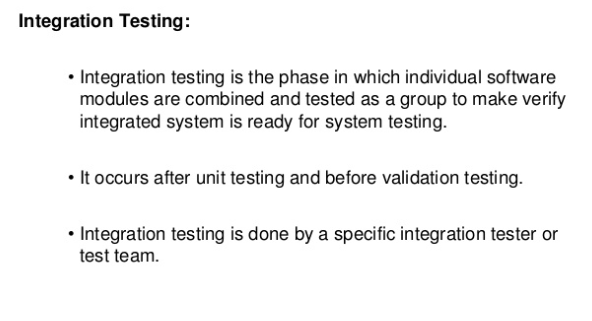 Integration Testing:
• Integration testing is the phase in which individual software
modules are combined and tested as a group to make verify
integrated system is ready for system testing.
• It occurs after unit testing and before validation testing.
• Integration testing is done by a specific integration tester or
test team.